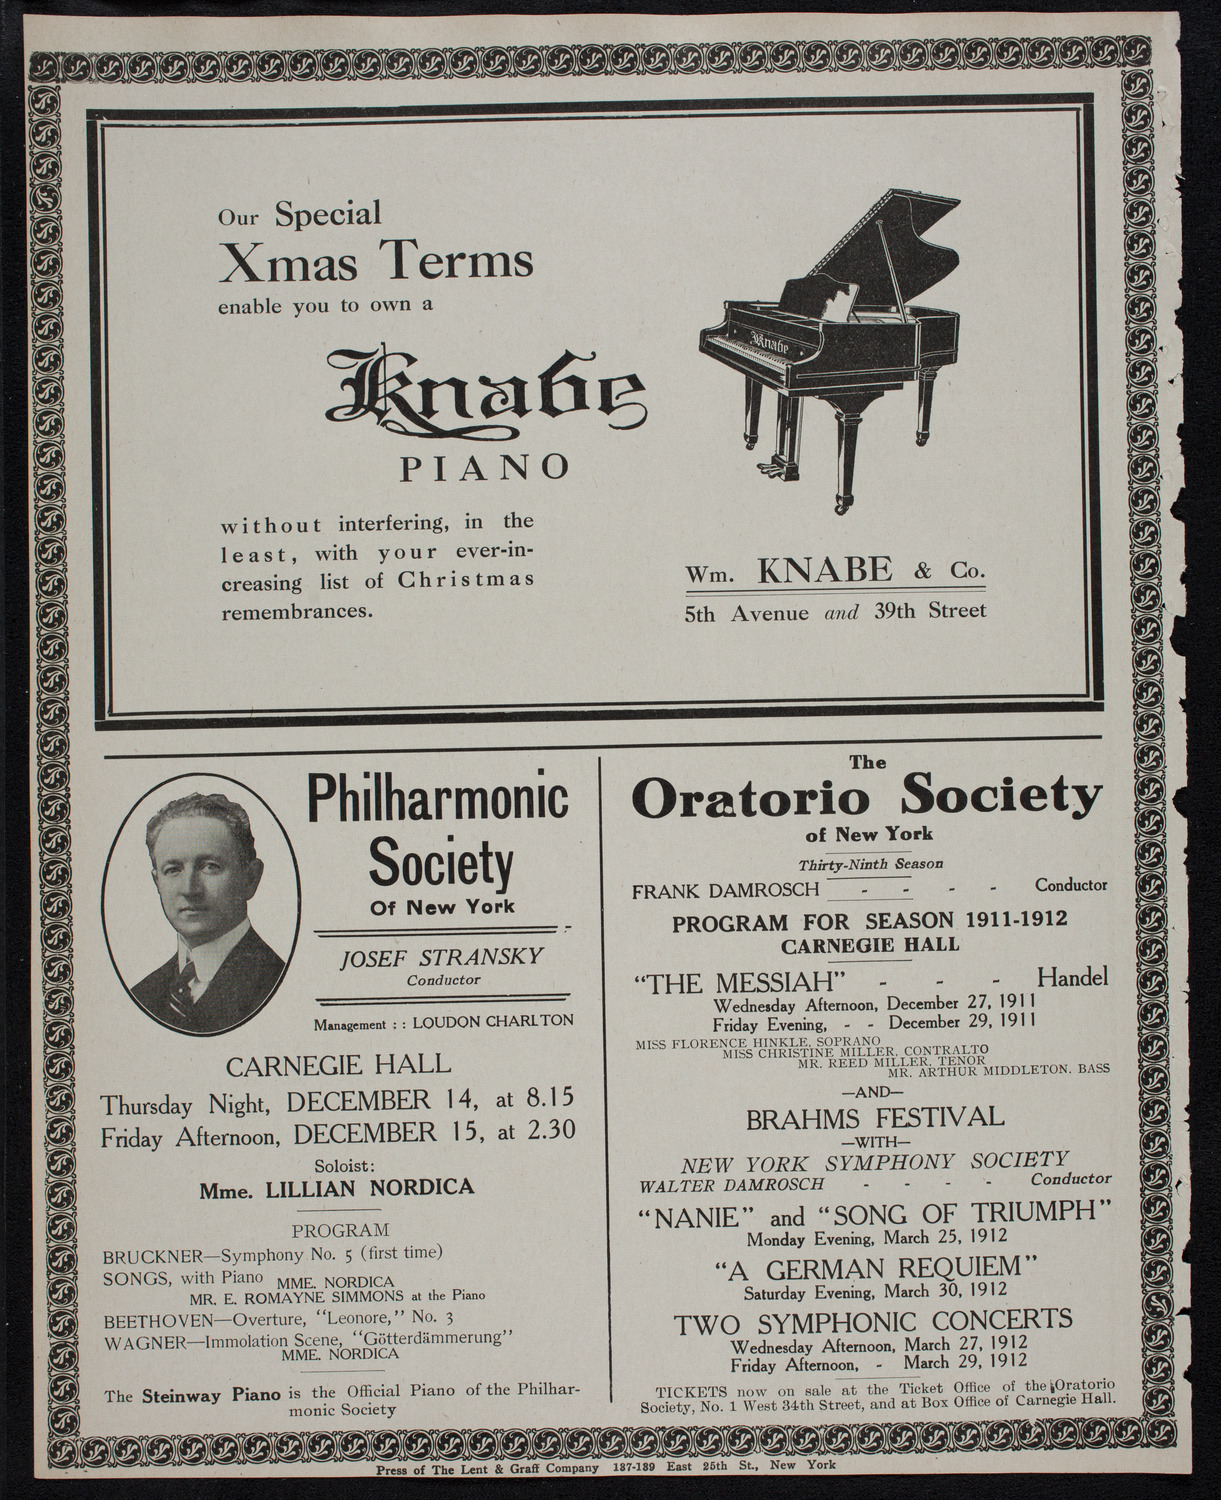 Our Special
Xmas Terms
enable you to own a
Knabe
PIANO
without interfering, in the
least, with your ever-in-
creasing list of Christmas
remembrances.
Knabe
Wm. KNABE & Co.
5th Avenue and 39th Street
Philharmonic
Society
Of New York
JOSEF STRANSKY
Conductor
Management : : LOUDON CHARLTON
CARNEGIE HALL
Thursday Night, DECEMBER 14, at 8.15
Friday Afternoon, DECEMBER 15, at 2.30
Soloist:
Mme. LILLIAN NORDICA
PROGRAM
BRUCKNER—Symphony No. 5 (first time)
SONGS, with Piano MME. NORDICA
MR. E. ROMAYNE SIMMONS at the Piano
BEETHOVEN—Overture, "Leonore," No. 3
WAGNER—Immolation Scene, "Götterdämmerung"
MME. NORDICA
The Steinway Piano is the Official Piano of the Philhar-
monic Society
The
Oratorio Society
of New York
Thirty-Ninth Season
FRANK DAMROSCH - - - - Conductor
PROGRAM FOR SEASON 1911-1912
CARNEGIE HALL
"THE MESSIAH" - - - Handel
Wednesday Afternoon, December 27, 1911
Friday Evening, - - December 29, 1911
MISS FLORENCE HINKLE, SOPRANO
MISS CHRISTINE MILLER, CONTRALTO
MR. REED MILLER, TENOR
MR. ARTHUR MIDDLETON. BASS
—AND—
BRAHMS FESTIVAL
—WITH—
NEW YORK SYMPHONY SOCIETY
WALTER DAMROSCH - - - - Conductor
"NANIE" and "SONG OF TRIUMPH"
Monday Evening, March 25, 1912
"A GERMAN REQUIEM"
Saturday Evening, March 30, 1912
TWO SYMPHONIC CONCERTS
Wednesday Afternoon, March 27, 1912
Friday Afternoon, - March 29, 1912
TICKETS now on sale at the Ticket Office of the Oratorio
Society, No. 1 West 34th Street, and at Box Office of Carnegie Hall.
Press of The Lent & Graff Company 137-139 East 25th St., New York